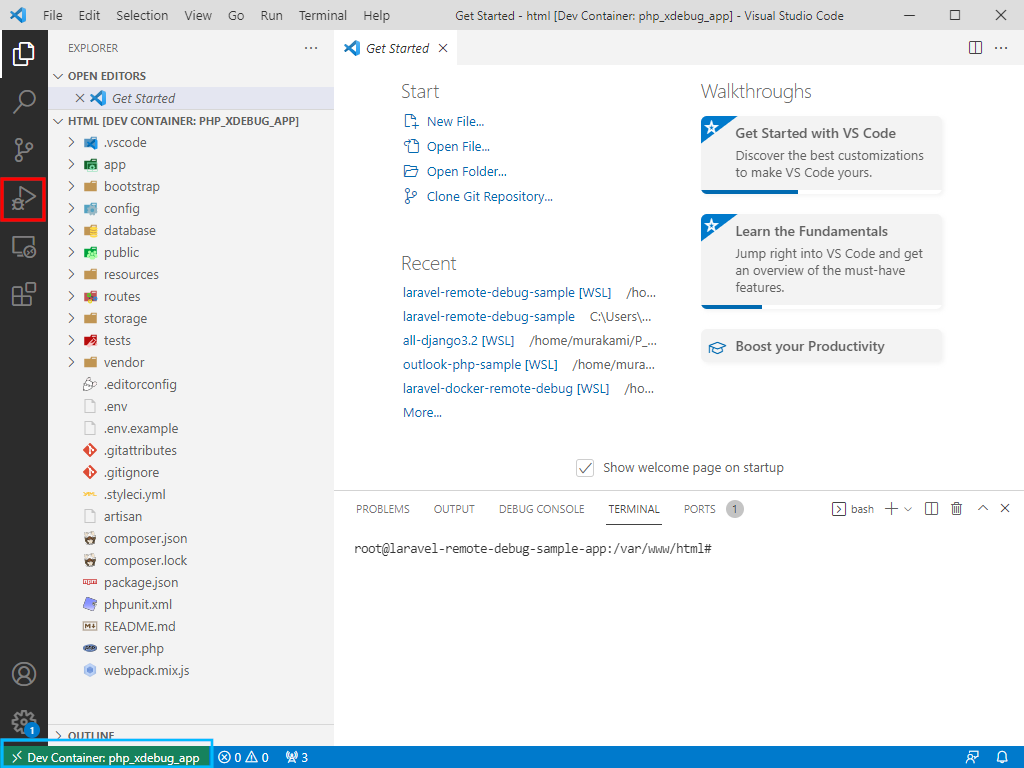 File Edit Selection View Go Run Terminal Help Get Started - html [Dev Container: php_xdebug_app] - Visual Studio Code
EXPLORER
Get Started
OPEN EDITORS
Get Started
HTML [DEV CONTAINER: PHP_XDEBUG_APP]
.vscode
app
bootstrap
config
database
public
resources
routes
storage
tests
vendor
.editorconfig
.env
.env.example
.gitattributes
.gitignore
.styleci.yml
artisan
composer.json
composer.lock
package.json
phpunit.xml
README.md
server.php
webpack.mix.js
OUTLINE
Start
New File...
Open File...
Open Folder...
Clone Git Repository...
Recent
laravel-remote-debug-sample [WSL] /ho...
laravel-remote-debug-sample C:\Users\...
all-django3.2 [WSL] /home/murakami/P_...
outlook-php-sample [WSL] /home/mura...
laravel-docker-remote-debug [WSL] /ho...
More...
Walkthroughs
Get Started with VS Code
Discover the best customizations
to make VS Code yours.
Learn the Fundamentals
Jump right into VS Code and get
an overview of the must-have
features.
Boost your Productivity
Show welcome page on startup
PROBLEMS OUTPUT DEBUG CONSOLE TERMINAL PORTS 1 bash
root@laravel-remote-debug-sample-app:/var/www/html#
1
Dev Container: php_xdebug_app 0 0 3